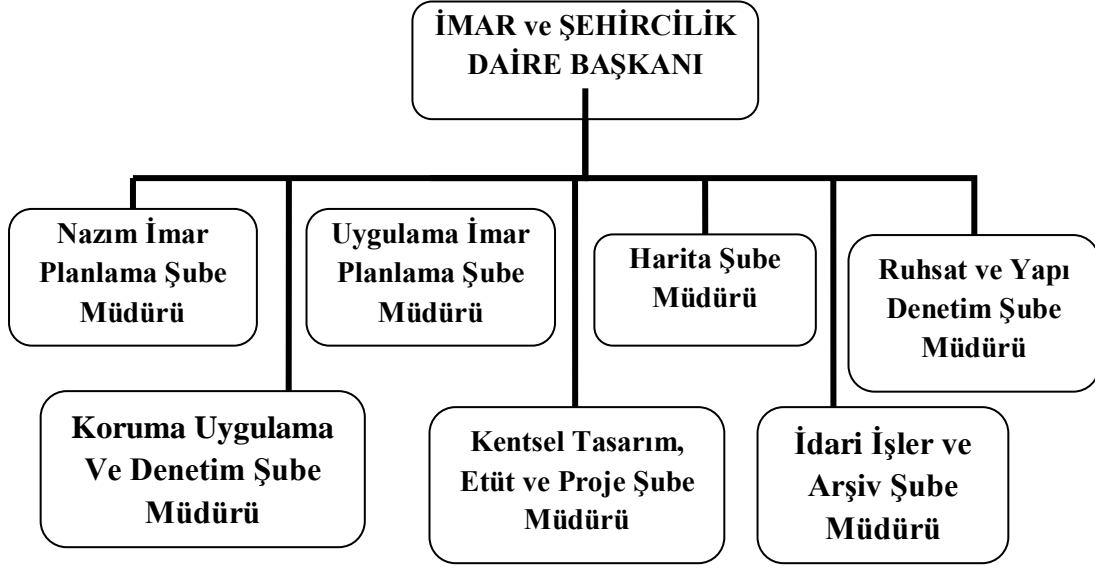 İMAR ve ŞEHİRCİLİK
DAİRE BAŞKANI
Nazım İmar
Planlama Şube
Müdürü
Uygulama İmar
Planlama Şube
Müdürü
Harita Şube
Müdürü
Ruhsat ve Yapı
Denetim Şube
Müdürü
Koruma Uygulama
Ve Denetim Şube
Müdürü
Kentsel Tasarım,
Etüt ve Proje Şube
Müdürü
İdari İşler ve
Arşiv Şube
Müdürü